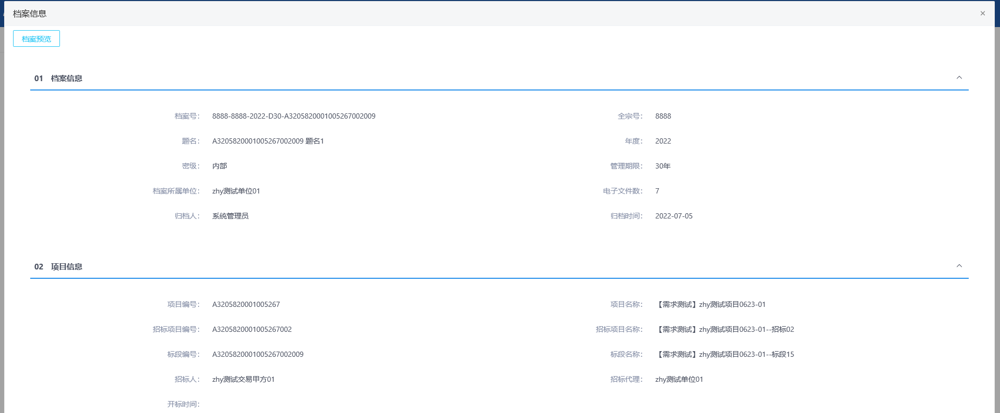 档案信息
档案预览
01 档案信息
档案号： 8888-8888-2022-D30-A3205820001005267002009 全宗号： 8888
题名： A3205820001005267002009 题名1 年度： 2022
密级： 内部 管理期限： 30年
档案所属单位： zhy测试单位01 电子文件数： 7
归档人： 系统管理员 归档时间： 2022-07-05
02 项目信息
项目编号： A3205820001005267 项目名称： 【需求测试】zhy测试项目0623-01
招标项目编号： A3205820001005267002 招标项目名称： 【需求测试】zhy测试项目0623-01--招标02
标段编号： A3205820001005267002009 标段名称： 【需求测试】zhy测试项目0623-01--标段15
招标人： zhy测试交易甲方01 招标代理： zhy测试单位01
开标时间：